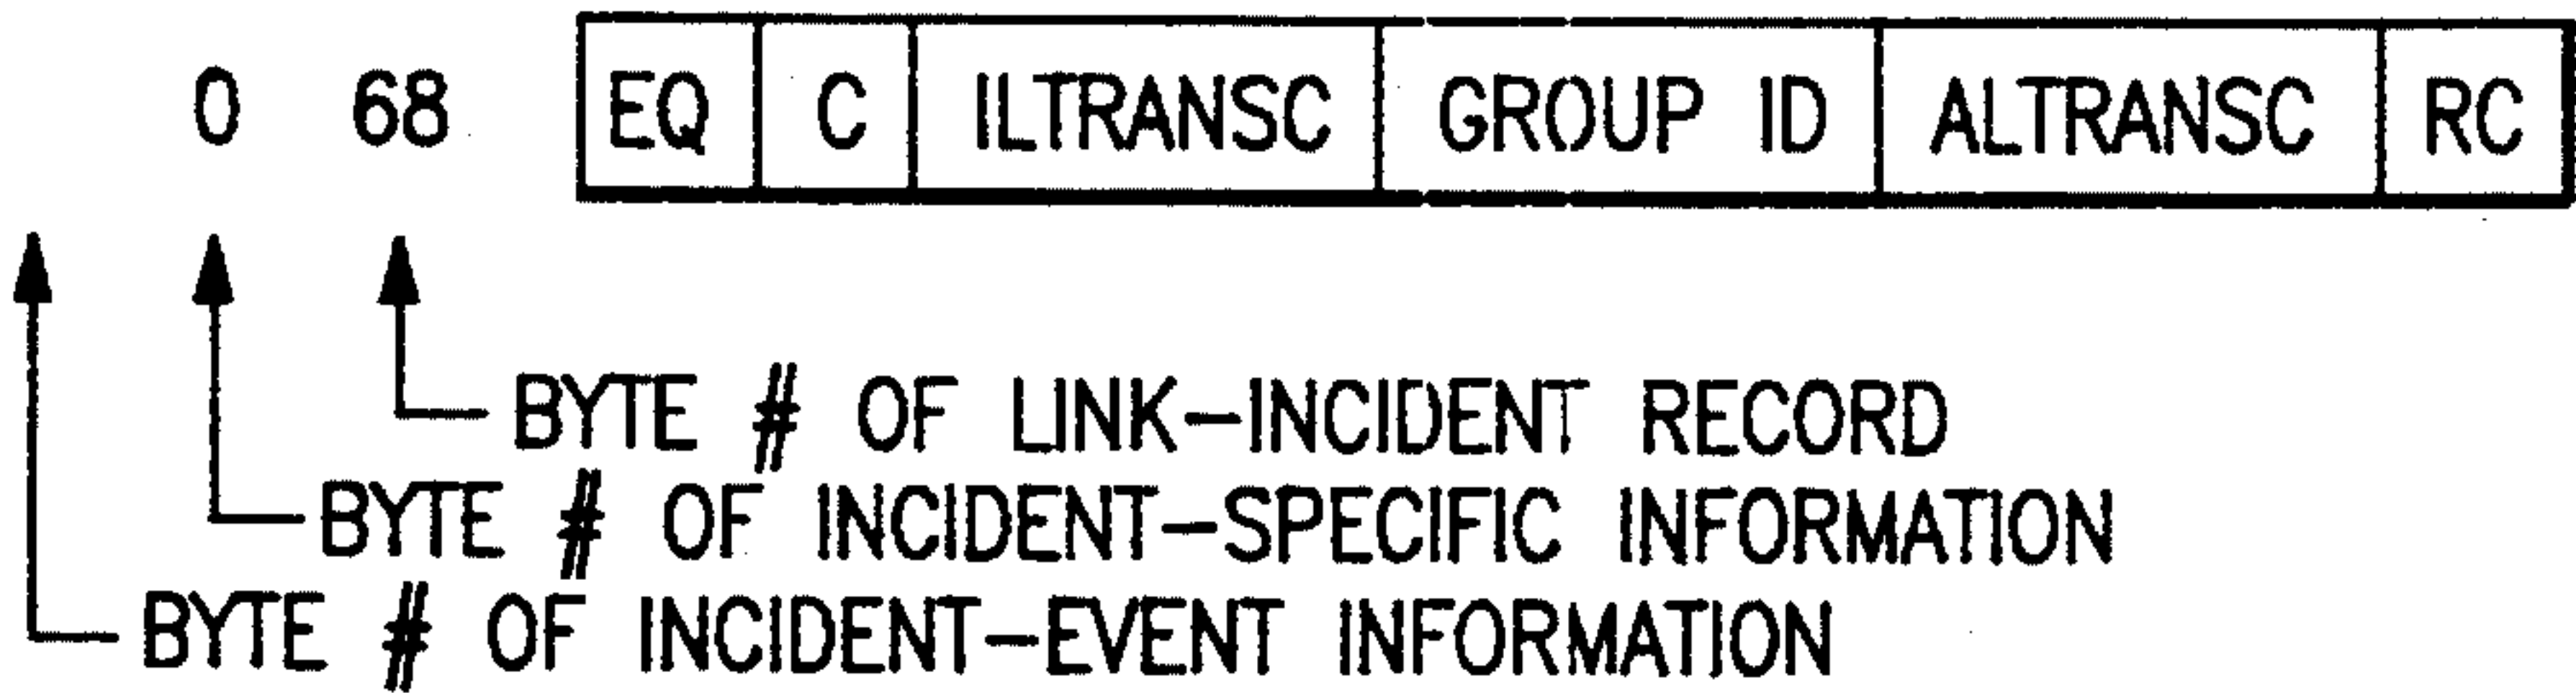 0 68 EQ C ILTRANSC GROUP ID ALTRANSC RC
BYTE # OF LINK-INCIDENT RECORD
BYTE # OF INCIDENT-SPECIFIC INFORMATION
BYTE # OF INCIDENT-EVENT INFORMATION